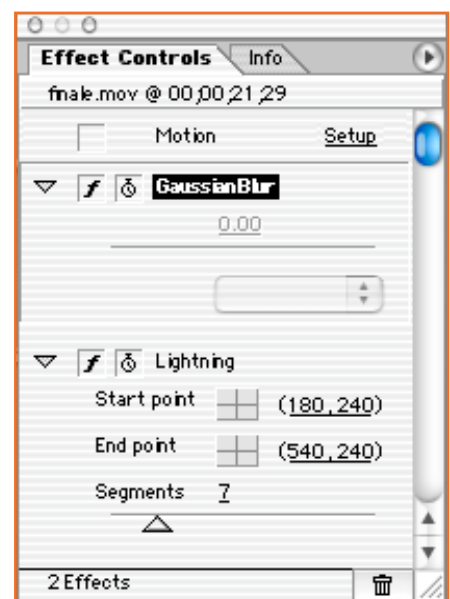 Effect Controls Info
finale.mov @ 00;00;21;29
Motion Setup
f GaussianBlur
0.00
f Lightning
Start point (180,240)
End point (540,240)
Segments 7
2 Effects